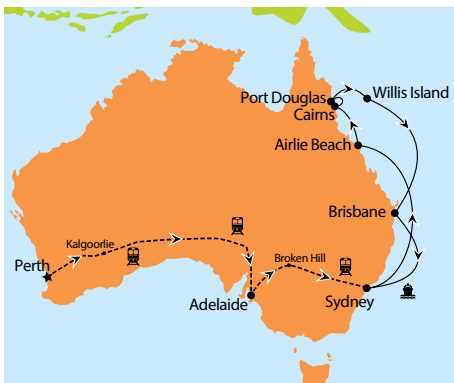 Port Douglas
Willis Island
Cairns
Airlie Beach
Brisbane
Kalgoorlie
Perth
Broken Hill
Adelaide
Sydney